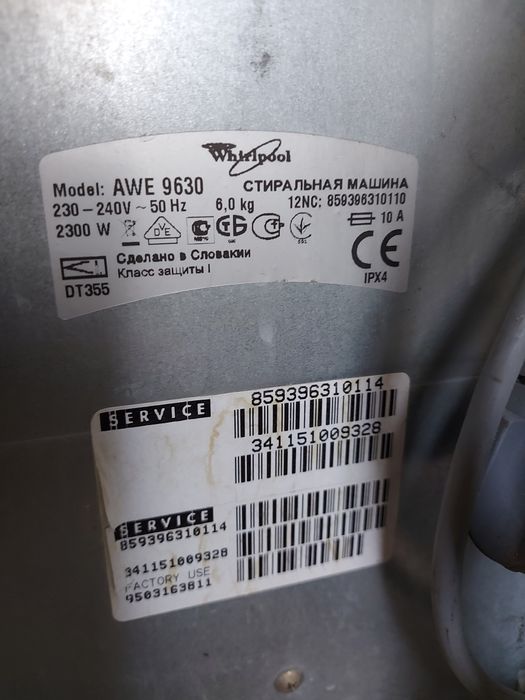 Whirlpool
Model: AWE 9630 СТИРАЛЬНАЯ МАШИНА
230-240V ~ 50 Hz 6,0 kg 12NC: 859396310110
2300 W 10 A
Сделано в Словакии
Класс защиты I
DT355 IPX4
SERVICE 859396310114
341151009328
SERVICE
859396310114
341151009328
FACTORY USE
9503163811